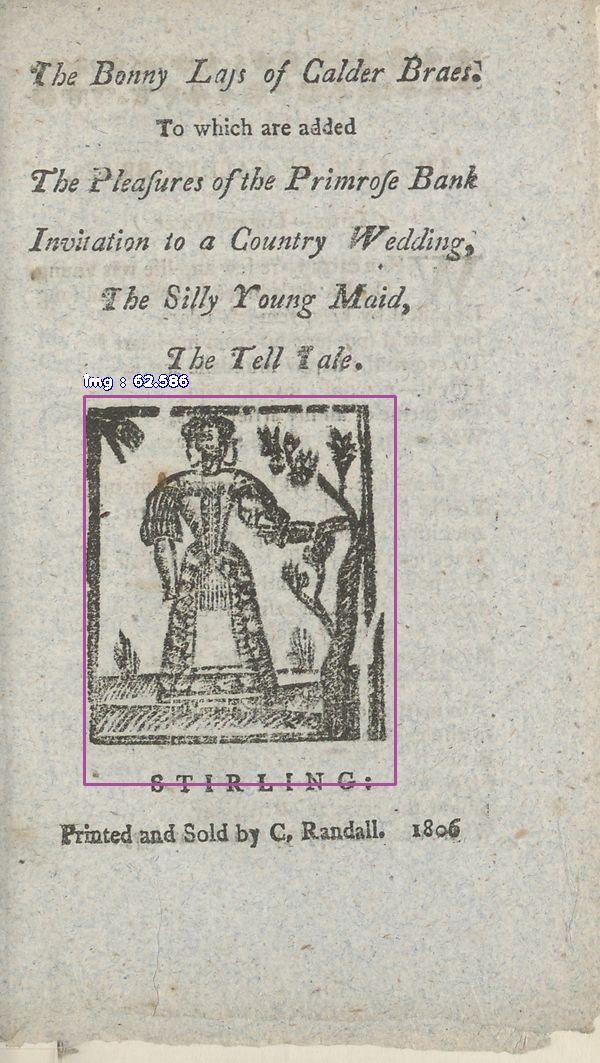 The Bonny Laſs of Calder Braes.
To which are added
The Pleaſures of the Primroſe Bank
Invitation to a Country Wedding,
The Silly Young Maid,
The Tell Tale.
img : 62.586
STIRLING:
Printed and Sold by C. Randall. 1806